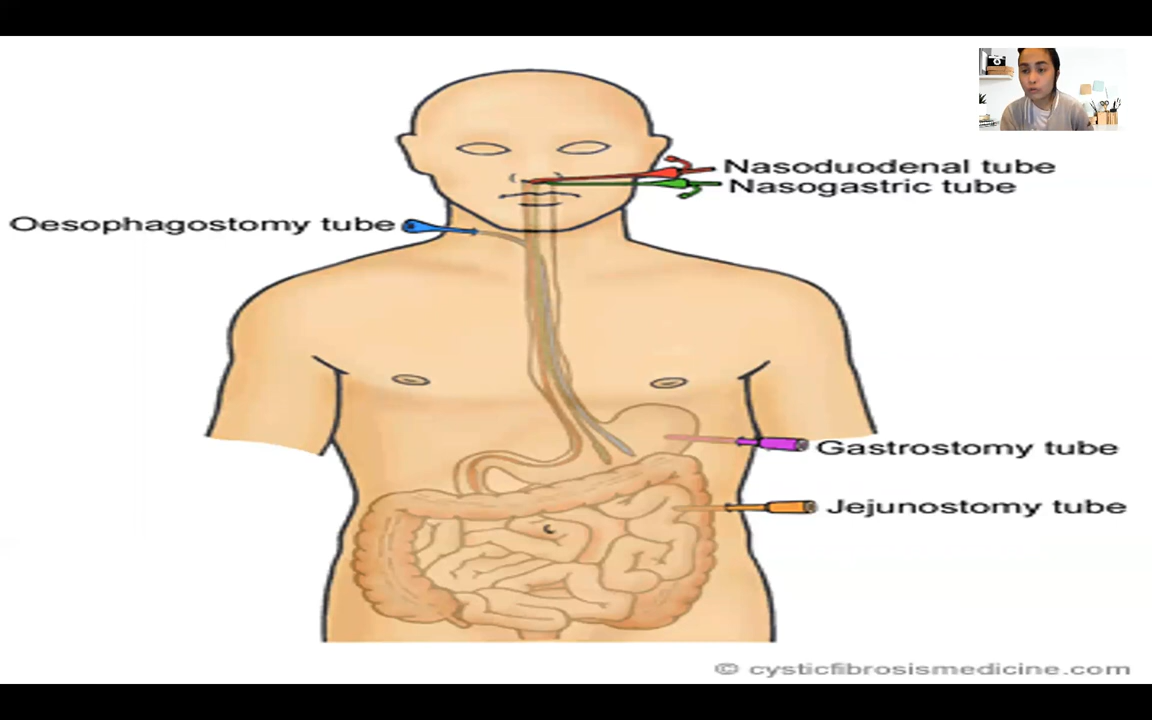 Nasoduodenal tube
Nasogastric tube
Oesophagostomy tube
Gastrostomy tube
Jejunostomy tube
© cysticfibrosismedicine.com